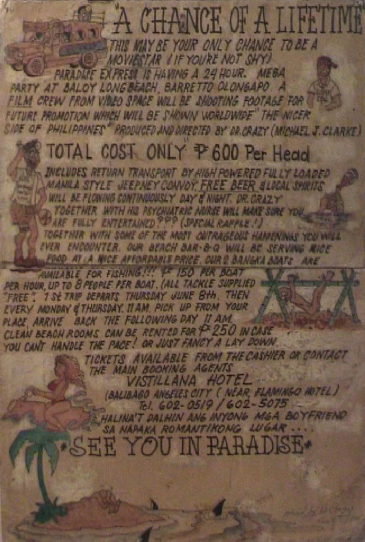 "A CHANCE OF A LIFETIME
THIS MAY BE YOUR ONLY CHANCE TO BE A
MOVIESTAR (IF YOU'RE NOT SHY)
PARADISE EXPRESS IS HAVING A 24 HOUR. MEGA
PARTY AT BALOY LONG BEACH, BARRETTO OLONGAPO A
FILM CREW FROM VIDEO SPACE WILL BE SHOOTING FOOTAGE FOR
FUTURE PROMOTION WHICH WILL BE SHOWN WORLDWIDE "THE NICER
SIDE OF PHILIPPINES" PRODUCED AND DIRECTED BY DR.CRAZY (MICHAEL J. CLARKE)
TOTAL COST ONLY ₱ 600 Per Head
INCLUDES RETURN TRANSPORT BY HIGH POWERED FULLY LOADED
MANILA STYLE JEEPNEY CONVOY. FREE BEER & LOCAL SPIRITS
WILL BE FLOWING CONTINUOUSLY DAY & NIGHT. DR. CRAZY
TOGETHER WITH HIS PSYCHIATRIC NURSE WILL MAKE SURE YOU
ARE FULLY ENTERTAINED ??? (SPECIAL RAFFLE!)
TOGETHER WITH SOME OF THE MOST OUTRAGEOUS HAPPENINGS YOU WILL
EVER ENCOUNTER. OUR BEACH BAR-B-Q WILL BE SERVING NICE
FOOD AT A NICE AFFORDABLE PRICE. OUR 2 BANGKA BOATS ARE
AVAILABLE FOR FISHING!!! ₱ 150 PER BOAT
PER HOUR, UP TO 8 PEOPLE PER BOAT. (ALL TACKLE SUPPLIED
"FREE". 1ST TRIP DEPARTS THURSDAY JUNE 8th, THEN
EVERY MONDAY & THURSDAY. 11 AM. PICK UP FROM YOUR
PLACE. ARRIVE BACK THE FOLLOWING DAY 11 AM.
CLEAN BEACH ROOMS CAN BE RENTED FOR ₱ 250 IN CASE
YOU CAN'T HANDLE THE PACE! OR JUST FANCY A LAY DOWN
TICKETS AVAILABLE FROM THE CASHIER OR CONTACT
THE MAIN BOOKING AGENTS
VISTILLANA HOTEL
(BALIBAGO ANGELES CITY (NEAR, FLAMINGO HOTEL)
Tel. 602-0519 / 602-5075
HALINA'T DALHIN ANG INYONG MGA BOYFRIEND
SA NAPAKA ROMANTIKONG LUGAR ....
*SEE YOU IN PARADISE*